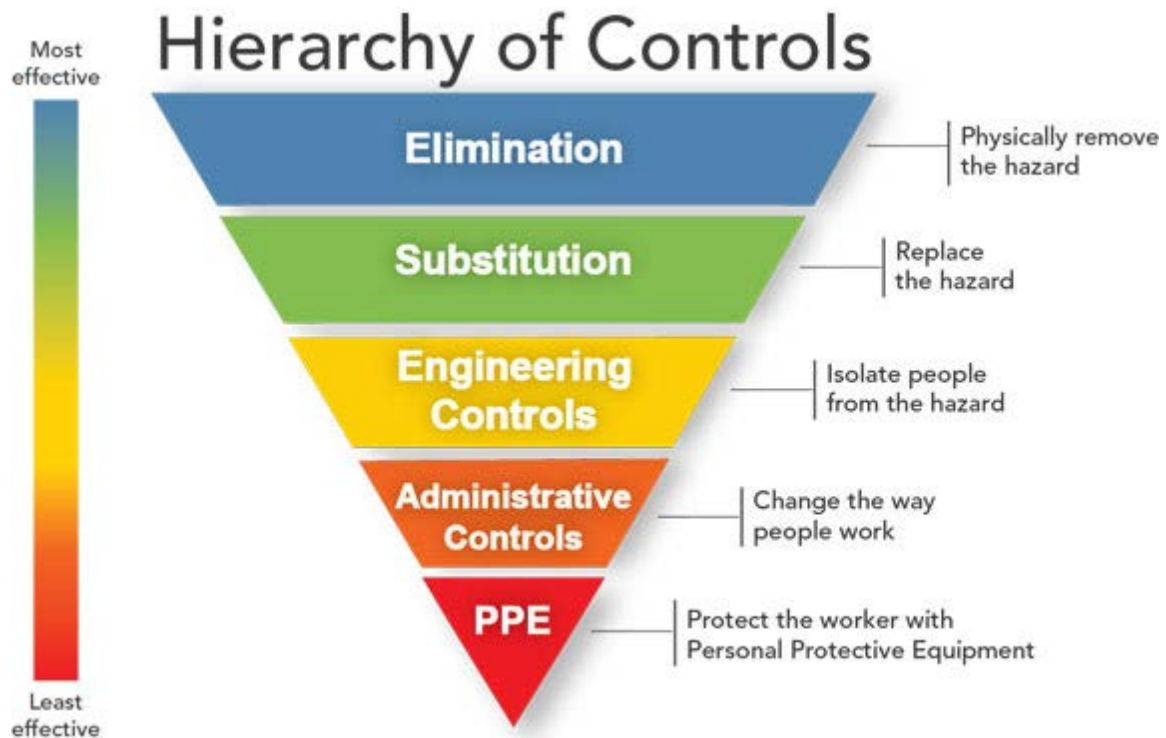 Hierarchy of Controls
Most
effective
Elimination
Physically remove
the hazard
Substitution
Replace
the hazard
Engineering
Controls
Isolate people
from the hazard
Administrative
Controls
Change the way
people work
PPE
Protect the worker with
Personal Protective Equipment
Least
effective